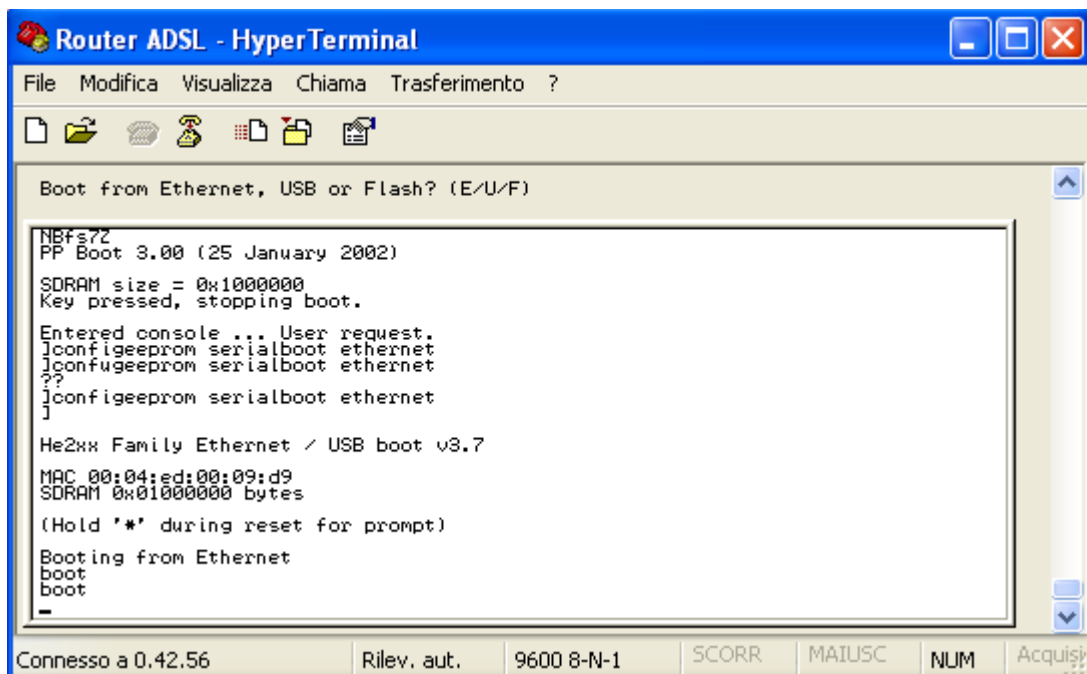 Router ADSL - HyperTerminal
File Modifica Visualizza Chiama Trasferimento ?
Boot from Ethernet, USB or Flash? (E/U/F)
NBfs7Z
PP Boot 3.00 (25 January 2002)
SDRAM size = 0x1000000
Key pressed, stopping boot.
Entered console ... User request.
]configeeprom serialboot ethernet
]confugeeprom serialboot ethernet
??
]configeeprom serialboot ethernet
]
He2xx Family Ethernet / USB boot v3.7
MAC 00:04:ed:00:09:d9
SDRAM 0x01000000 bytes
(Hold '*' during reset for prompt)
Booting from Ethernet
boot
boot
Connesso a 0.42.56 Rilev. aut. 9600 8-N-1 SCORR MAIUSC NUM Acquisi